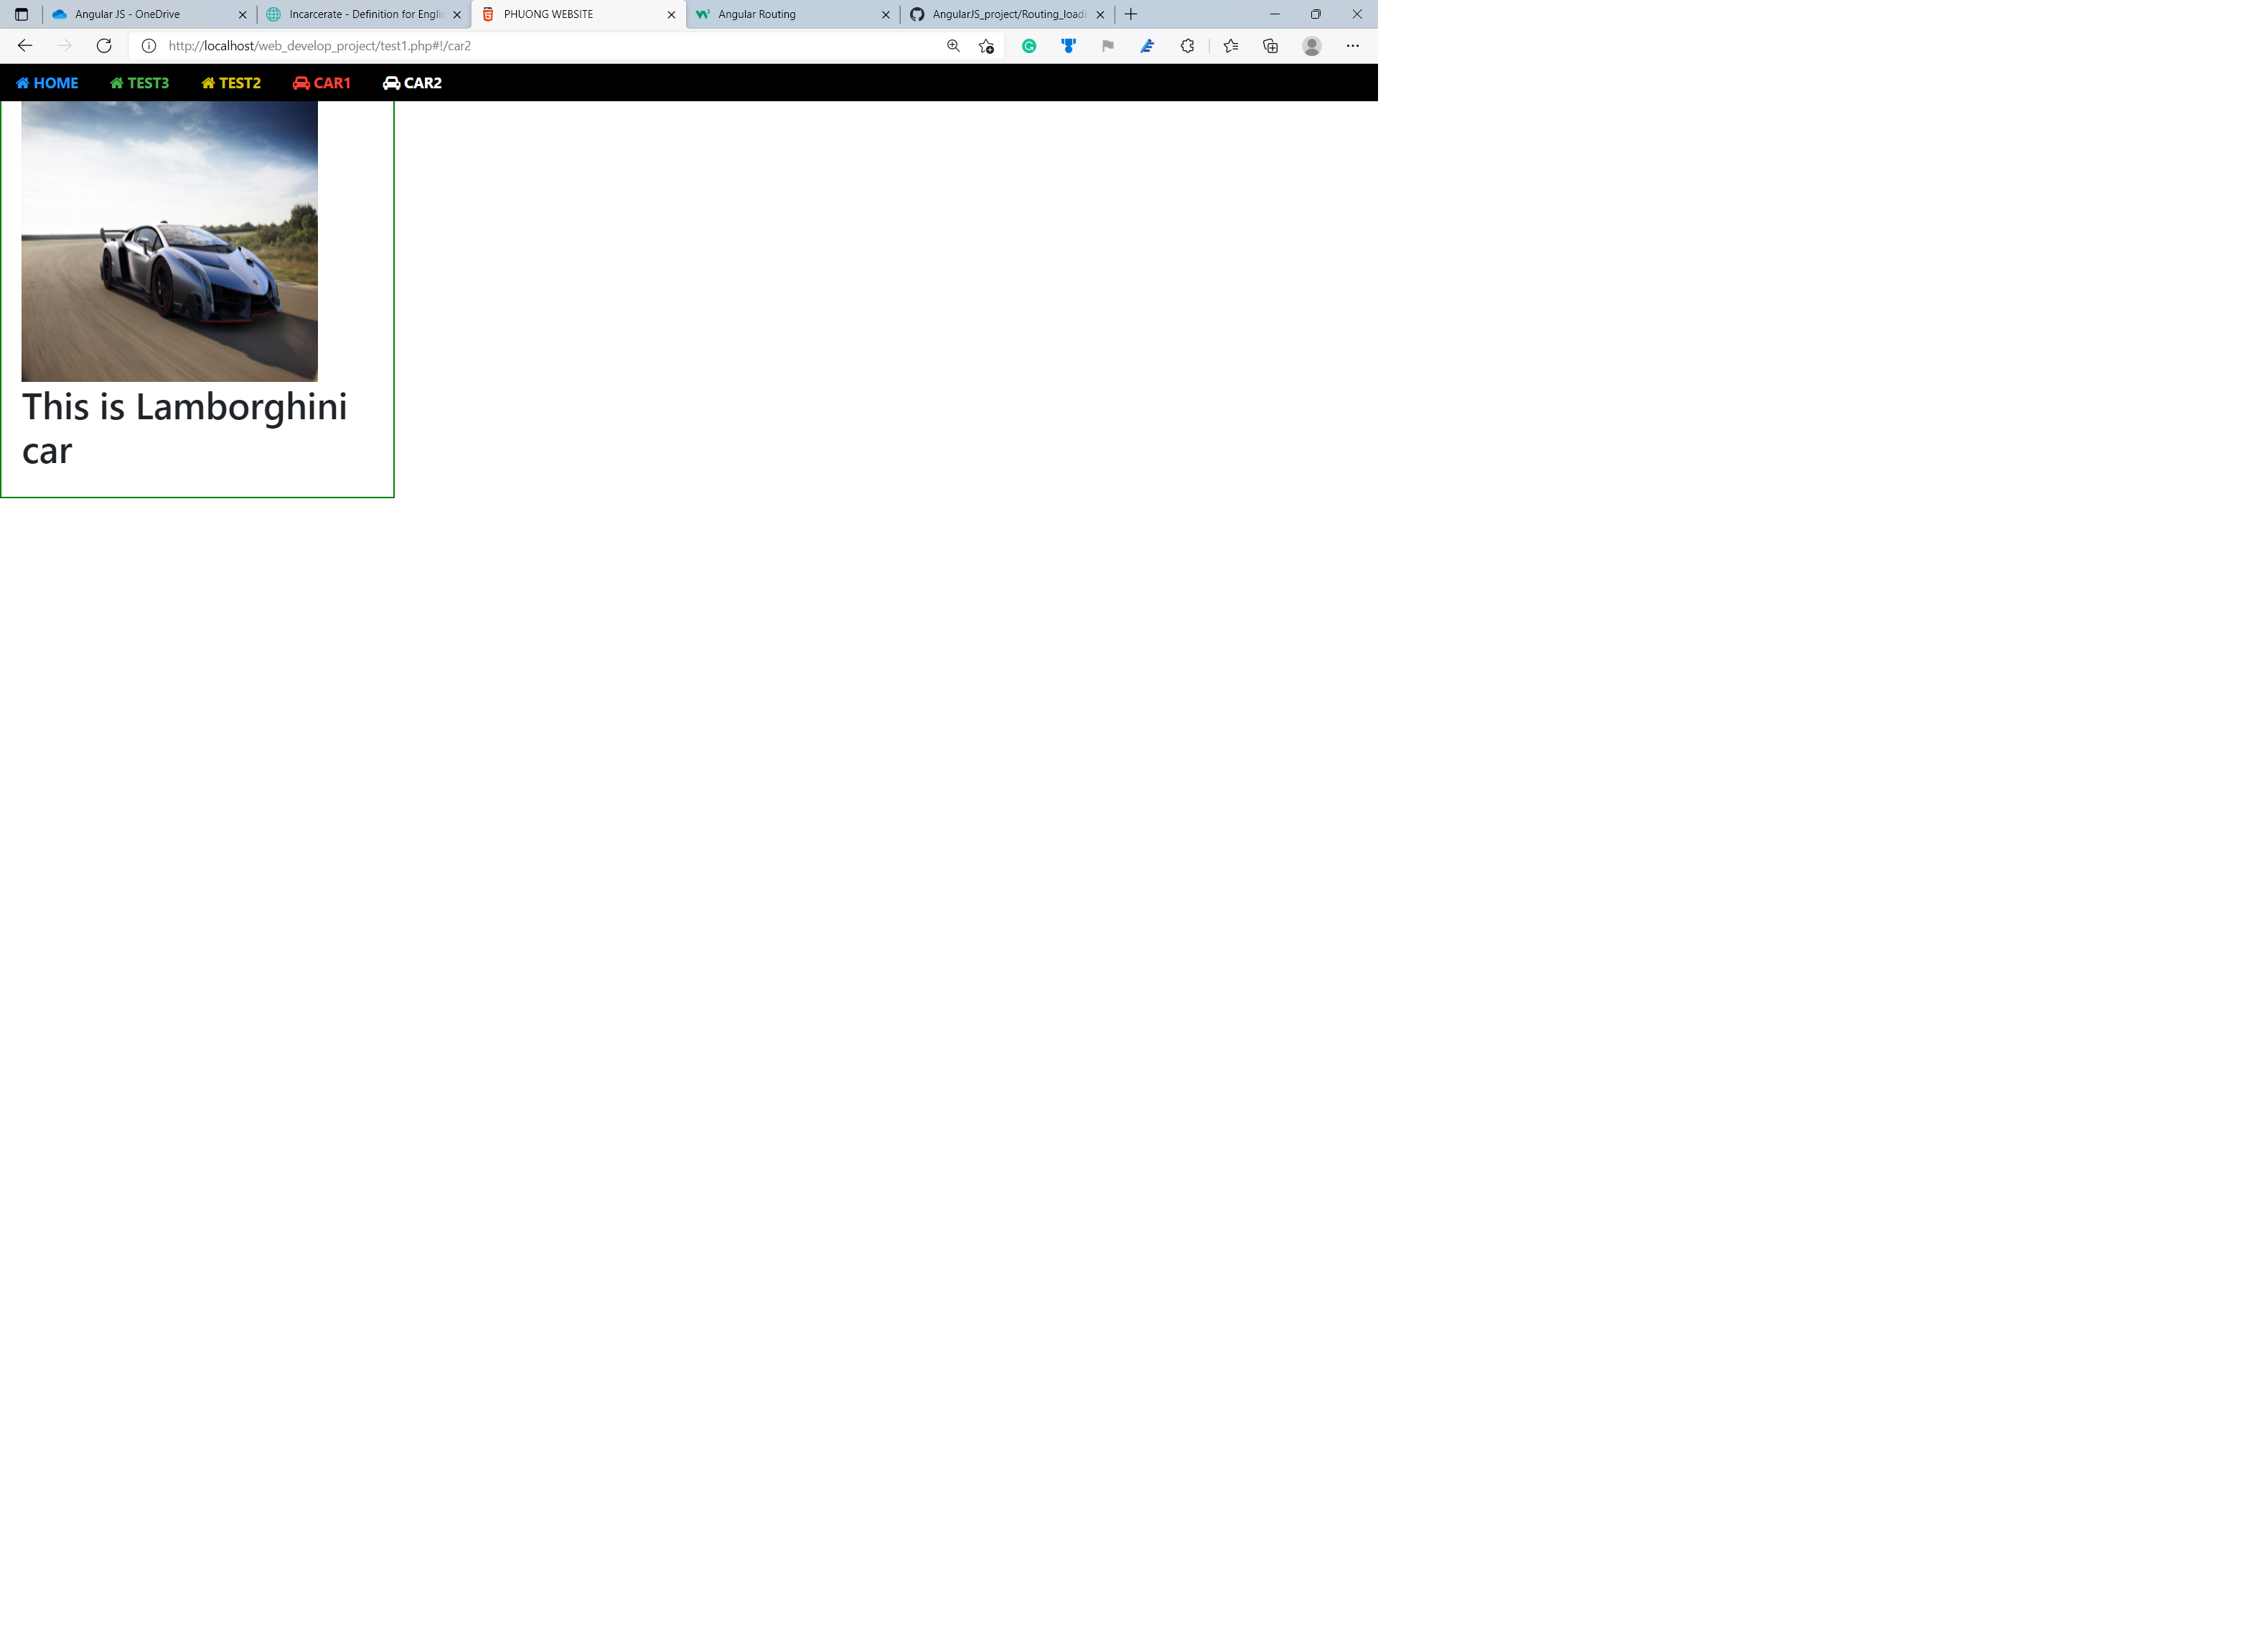 Angular JS - OneDrive
Incarcerate - Definition for Englis
PHUONG WEBSITE
Angular Routing
AngularJS_project/Routing_loadi
http://localhost/web_develop_project/test1.php#!/car2
HOME TEST3 TEST2 CAR1 CAR2
This is Lamborghini
car